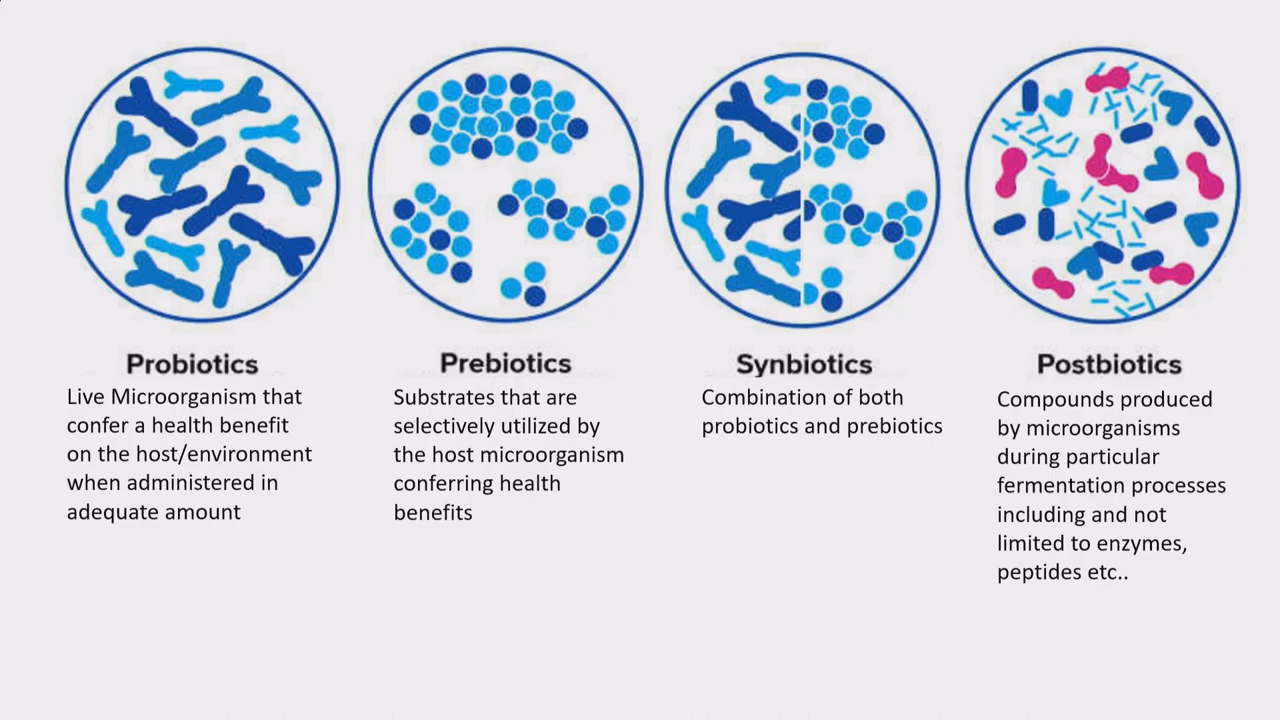 Probiotics
Live Microorganism that
confer a health benefit
on the host/environment
when administered in
adequate amount
Prebiotics
Substrates that are
selectively utilized by
the host microorganism
conferring health
benefits
Synbiotics
Combination of both
probiotics and prebiotics
Postbiotics
Compounds produced
by microorganisms
during particular
fermentation processes
including and not
limited to enzymes,
peptides etc..